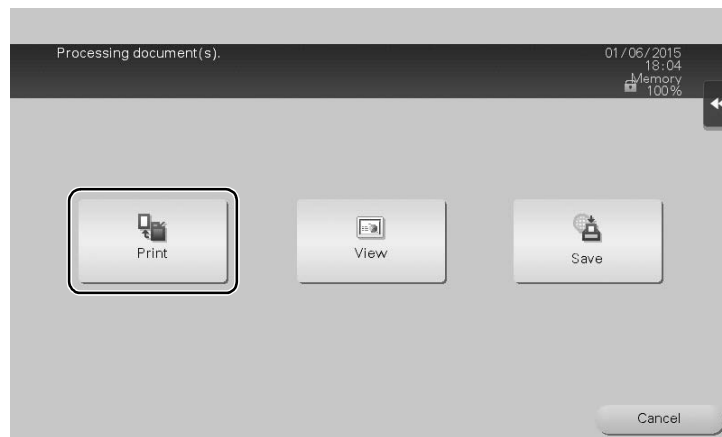 Processing document(s).
01/06/2015
18:04
Memory
100%
Print
View
Save
Cancel